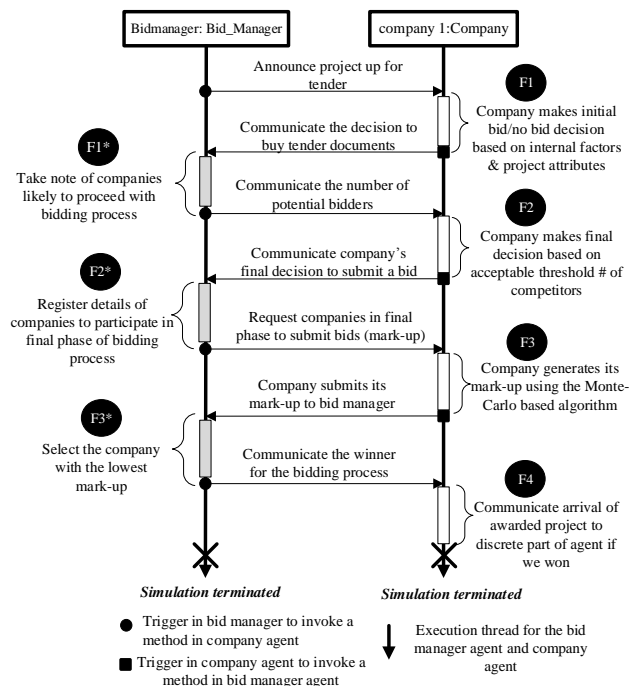 Bidmanager: Bid_Manager
company 1:Company
Announce project up for
tender
F1
Company makes initial
bid/no bid decision
based on internal factors
& project attributes
Communicate the decision to
buy tender documents
F1*
Take note of companies
likely to proceed with
bidding process
Communicate the number of
potential bidders
F2
Company makes final
decision based on
acceptable threshold # of
competitors
Communicate company's
final decision to submit a bid
F2*
Register details of
companies to participate in
final phase of bidding
process
Request companies in final
phase to submit bids (mark-up)
F3
Company generates its
mark-up using the Monte-
Carlo based algorithm
Company submits its
mark-up to bid manager
F3*
Select the company
with the lowest
mark-up
Communicate the winner
for the bidding process
F4
Communicate arrival of
awarded project to
discrete part of agent if
we won
Simulation terminated
Simulation terminated
Trigger in bid manager to invoke a
method in company agent
Trigger in company agent to invoke a
method in bid manager agent
Execution thread for the bid
manager agent and company
agent